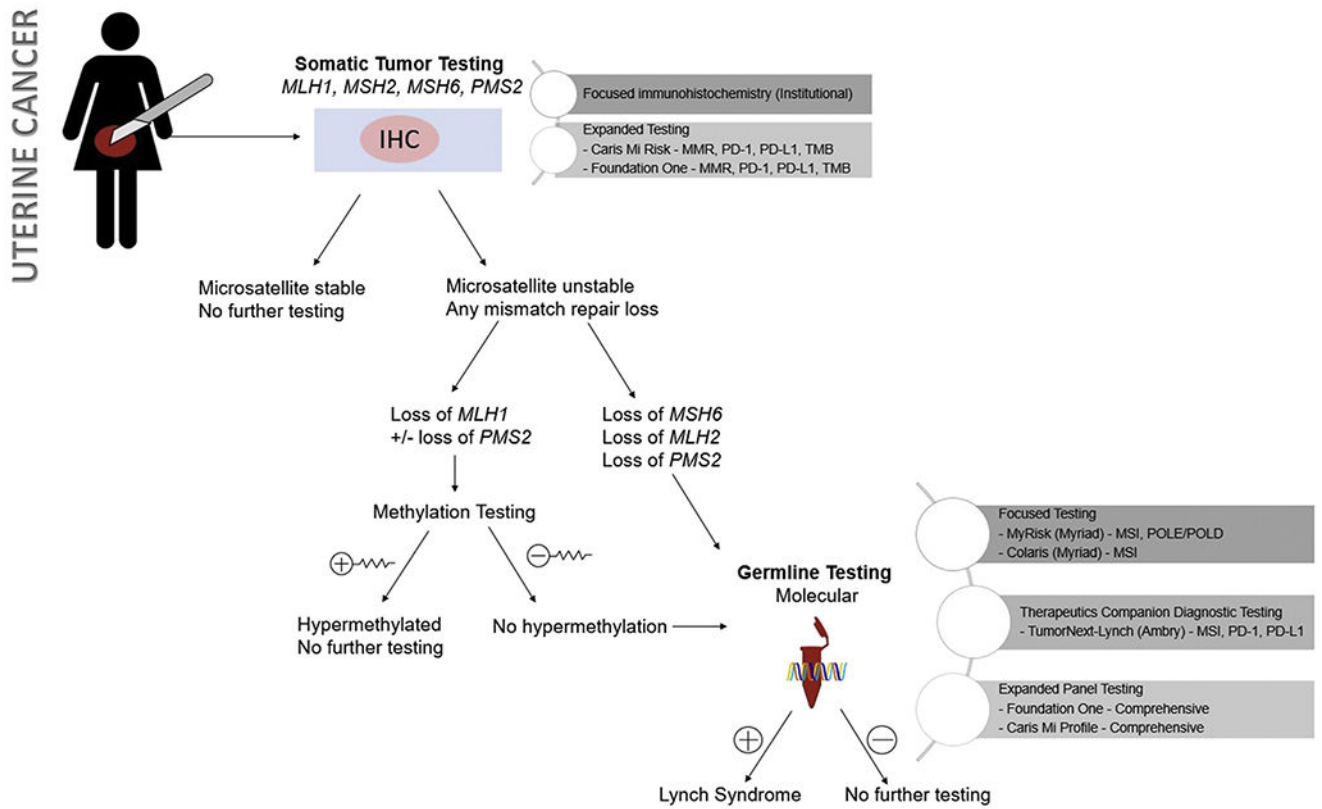 UTERINE CANCER
Somatic Tumor Testing
MLH1, MSH2, MSH6, PMS2
IHC
Focused immunohistochemistry (Institutional)
Expanded Testing
- Caris Mi Risk - MMR, PD-1, PD-L1, TMB
- Foundation One - MMR, PD-1, PD-L1, TMB
Microsatellite stable
No further testing
Microsatellite unstable
Any mismatch repair loss
Loss of MLH1
+/- loss of PMS2
Loss of MSH6
Loss of MLH2
Loss of PMS2
Methylation Testing
+
−
Hypermethylated
No further testing
No hypermethylation
Germline Testing
Molecular
Focused Testing
- MyRisk (Myriad) - MSI, POLE/POLD
- Colaris (Myriad) - MSI
Therapeutics Companion Diagnostic Testing
- TumorNext-Lynch (Ambry) - MSI, PD-1, PD-L1
Expanded Panel Testing
- Foundation One - Comprehensive
- Caris Mi Profile - Comprehensive
+
−
Lynch Syndrome
No further testing